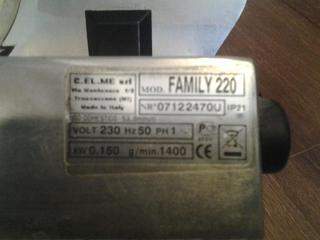 C.EL.ME srl
MOD. FAMILY 220
N° 07122470U IP21
Made in Italy
VOLT 230 Hz 50 PH 1
kW 0.150 g/min. 1400 CE